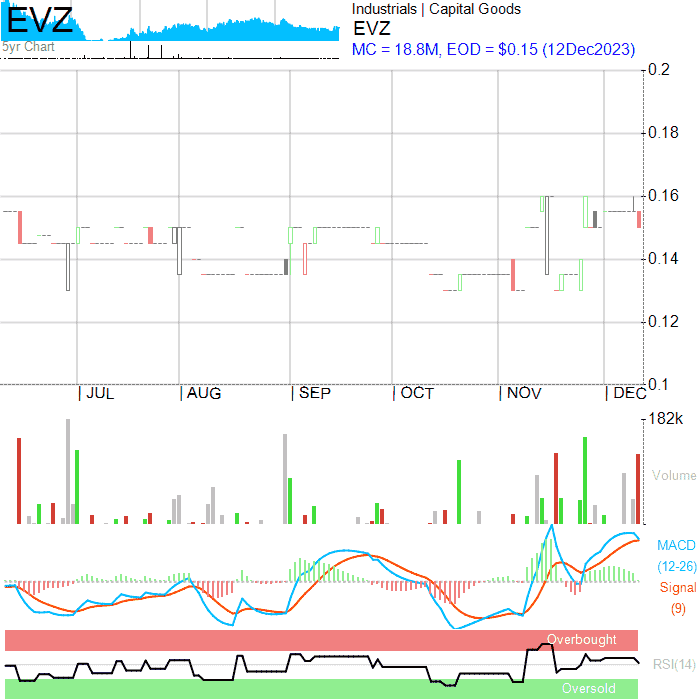 EVZ
5yr Chart
Industrials | Capital Goods
EVZ
MC = 18.8M, EOD = $0.15 (12Dec2023)
0.2
0.18
0.16
0.14
0.12
0.1
| JUL | AUG | SEP | OCT | NOV | DEC
182k
Volume
MACD
(12-26)
Signal
(9)
Overbought
RSI(14)
Oversold